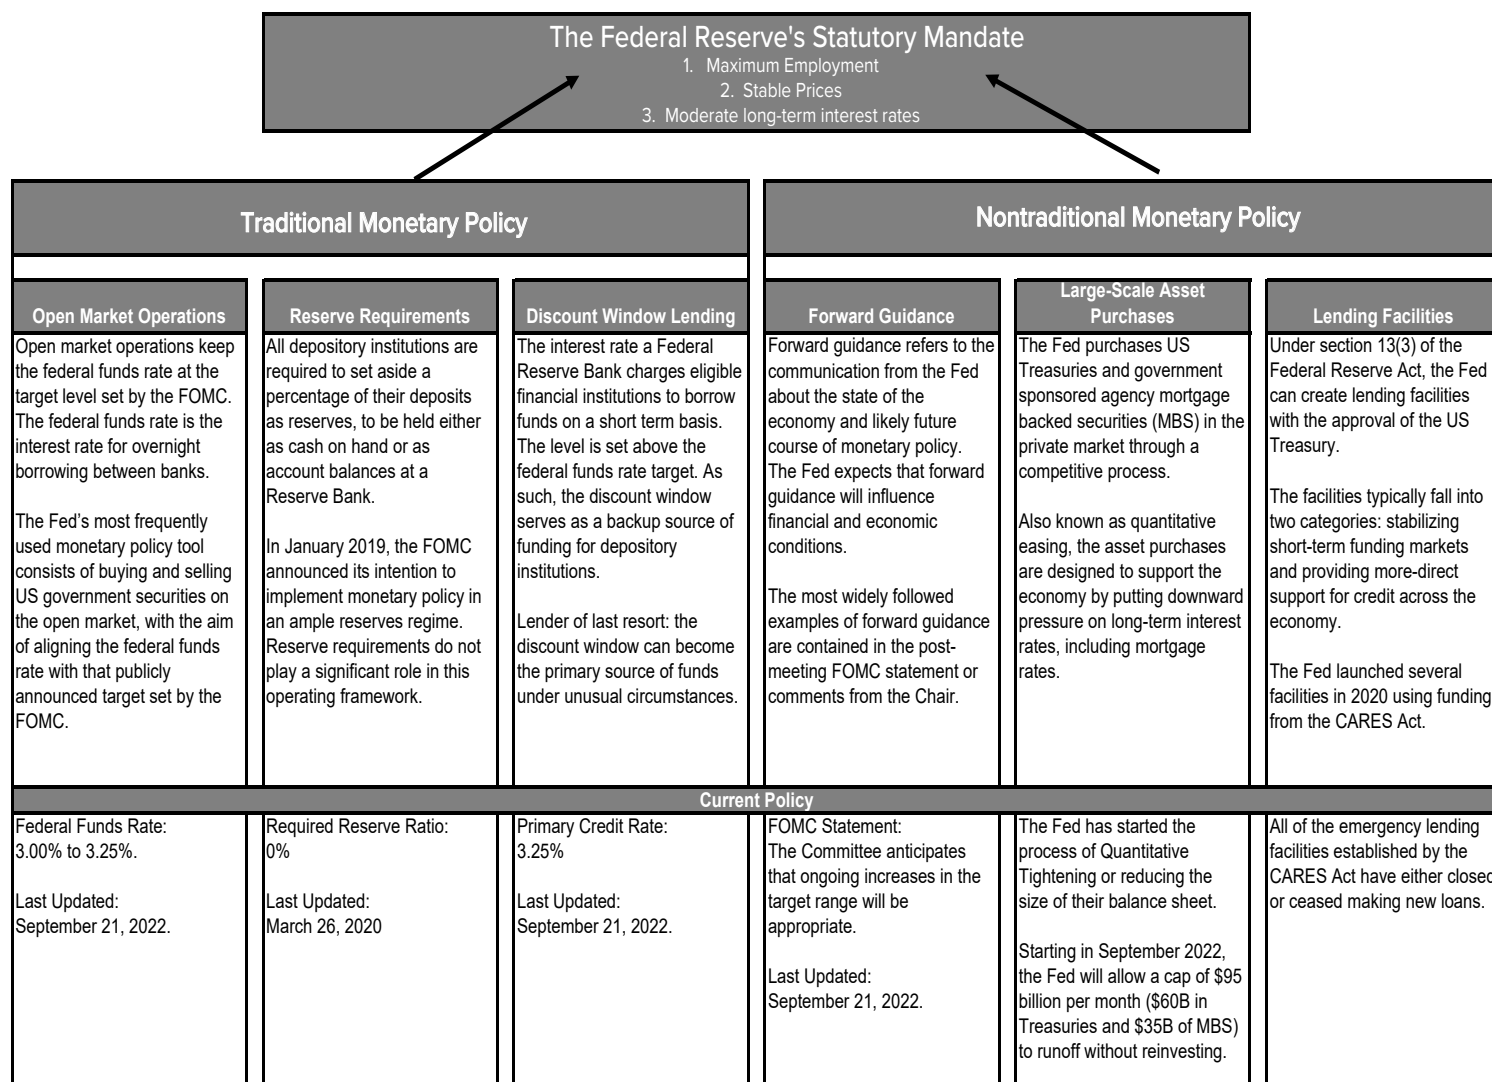 The Federal Reserve's Statutory Mandate
1. Maximum Employment
2. Stable Prices
3. Moderate long-term interest rates
Traditional Monetary Policy
Nontraditional Monetary Policy
Open Market Operations
Open market operations keep
the federal funds rate at the
target level set by the FOMC.
The federal funds rate is the
interest rate for overnight
borrowing between banks.
The Fed’s most frequently
used monetary policy tool
consists of buying and selling
US government securities on
the open market, with the aim
of aligning the federal funds
rate with that publicly
announced target set by the
FOMC.
Reserve Requirements
All depository institutions are
required to set aside a
percentage of their deposits
as reserves, to be held either
as cash on hand or as
account balances at a
Reserve Bank.
In January 2019, the FOMC
announced its intention to
implement monetary policy in
an ample reserves regime.
Reserve requirements do not
play a significant role in this
operating framework.
Discount Window Lending
The interest rate a Federal
Reserve Bank charges eligible
financial institutions to borrow
funds on a short term basis.
The level is set above the
federal funds rate target. As
such, the discount window
serves as a backup source of
funding for depository
institutions.
Lender of last resort: the
discount window can become
the primary source of funds
under unusual circumstances.
Forward Guidance
Forward guidance refers to the
communication from the Fed
about the state of the
economy and likely future
course of monetary policy.
The Fed expects that forward
guidance will influence
financial and economic
conditions.
The most widely followed
examples of forward guidance
are contained in the post-
meeting FOMC statement or
comments from the Chair.
Large-Scale Asset
Purchases
The Fed purchases US
Treasuries and government
sponsored agency mortgage
backed securities (MBS) in the
private market through a
competitive process.
Also known as quantitative
easing, the asset purchases
are designed to support the
economy by putting downward
pressure on long-term interest
rates, including mortgage
rates.
Lending Facilities
Under section 13(3) of the
Federal Reserve Act, the Fed
can create lending facilities
with the approval of the US
Treasury.
The facilities typically fall into
two categories: stabilizing
short-term funding markets
and providing more-direct
support for credit across the
economy.
The Fed launched several
facilities in 2020 using funding
from the CARES Act.
Current Policy
Federal Funds Rate:
3.00% to 3.25%.
Last Updated:
September 21, 2022.
Required Reserve Ratio:
0%
Last Updated:
March 26, 2020
Primary Credit Rate:
3.25%
Last Updated:
September 21, 2022.
FOMC Statement:
The Committee anticipates
that ongoing increases in the
target range will be
appropriate.
Last Updated:
September 21, 2022.
The Fed has started the
process of Quantitative
Tightening or reducing the
size of their balance sheet.
Starting in September 2022,
the Fed will allow a cap of $95
billion per month ($60B in
Treasuries and $35B of MBS)
to runoff without reinvesting.
All of the emergency lending
facilities established by the
CARES Act have either closed
or ceased making new loans.